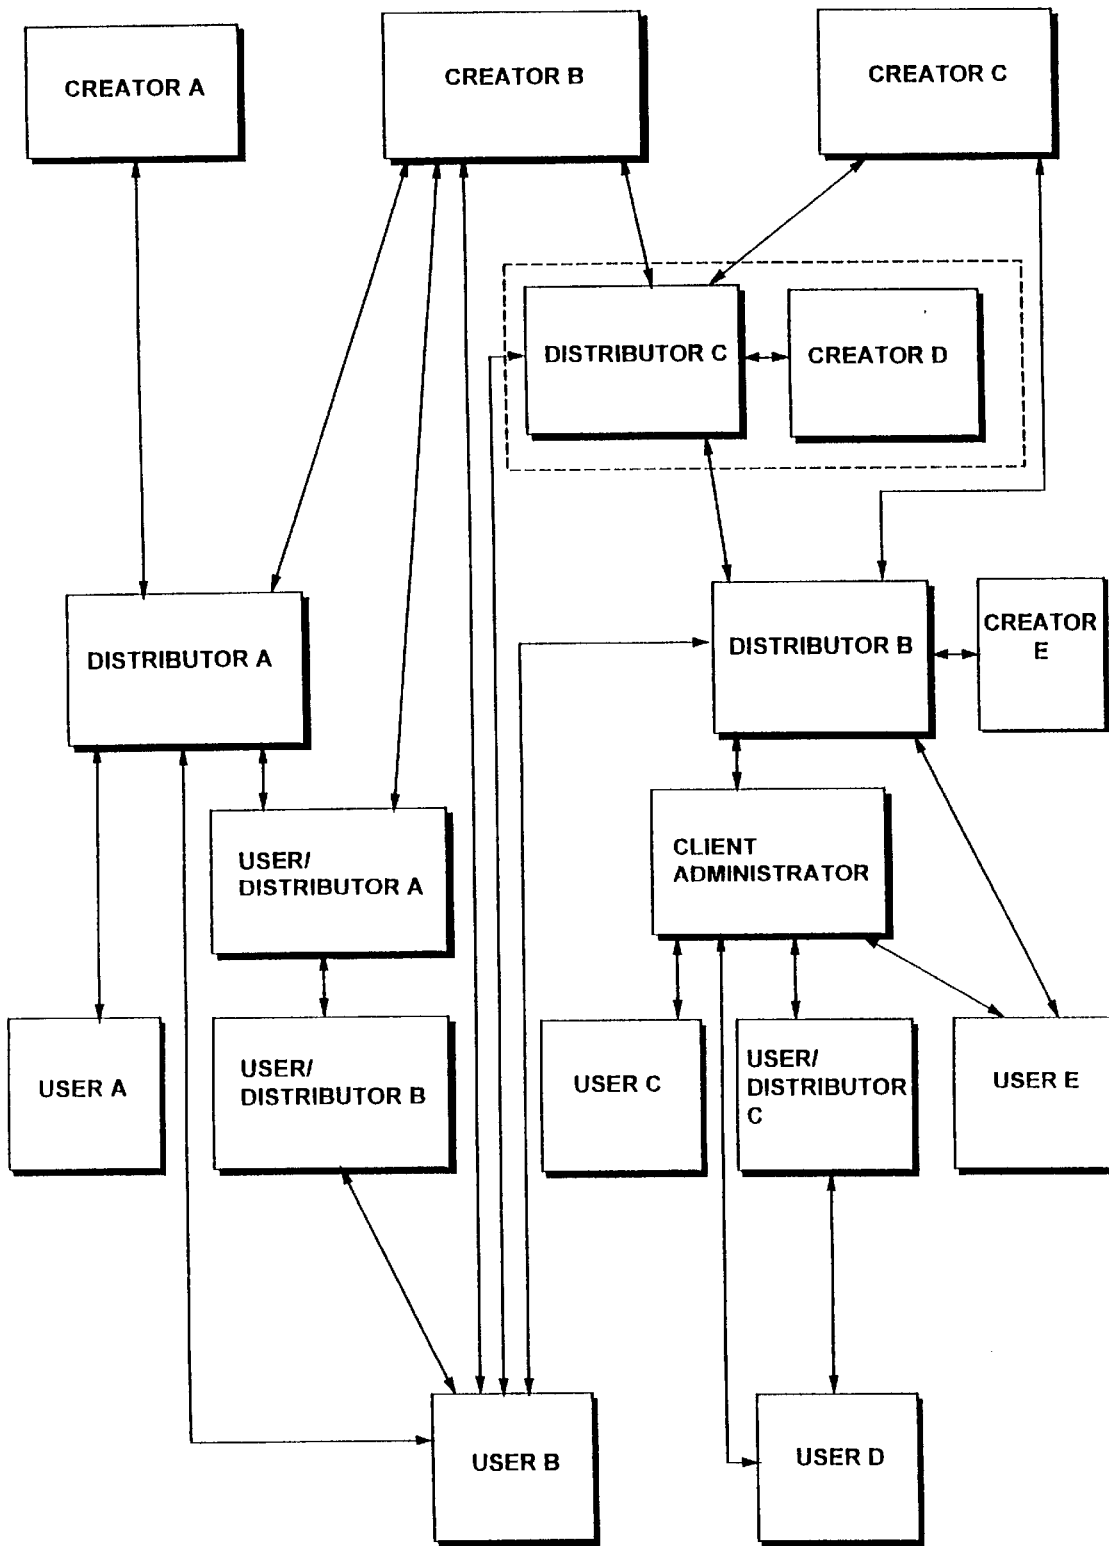 CREATOR A
CREATOR B
CREATOR C
DISTRIBUTOR C
CREATOR D
DISTRIBUTOR A
DISTRIBUTOR B
CREATOR
E
USER/
DISTRIBUTOR A
CLIENT
ADMINISTRATOR
USER A
USER/
DISTRIBUTOR B
USER C
USER/
DISTRIBUTOR
C
USER E
USER B
USER D